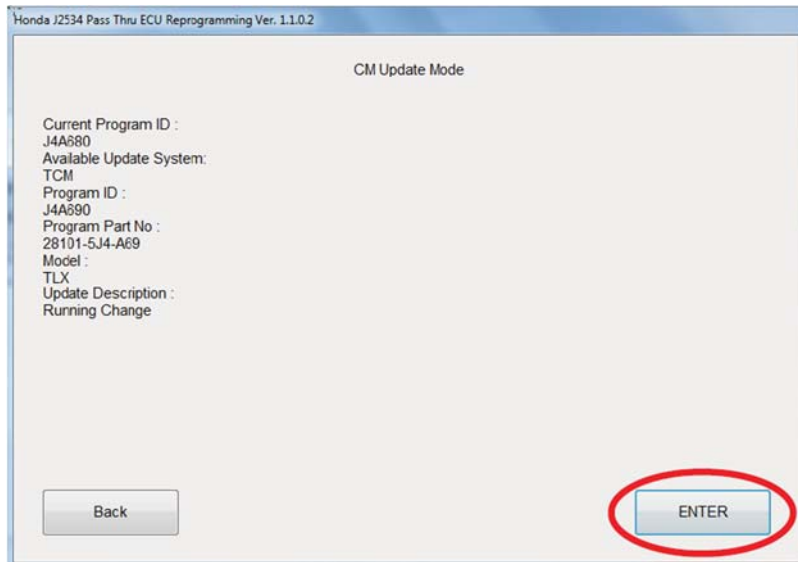 Honda J2534 Pass Thru ECU Reprogramming Ver. 1.1.0.2
CM Update Mode
Current Program ID :
J4A680
Available Update System:
TCM
Program ID :
J4A690
Program Part No :
28101-5J4-A69
Model :
TLX
Update Description :
Running Change
Back
ENTER